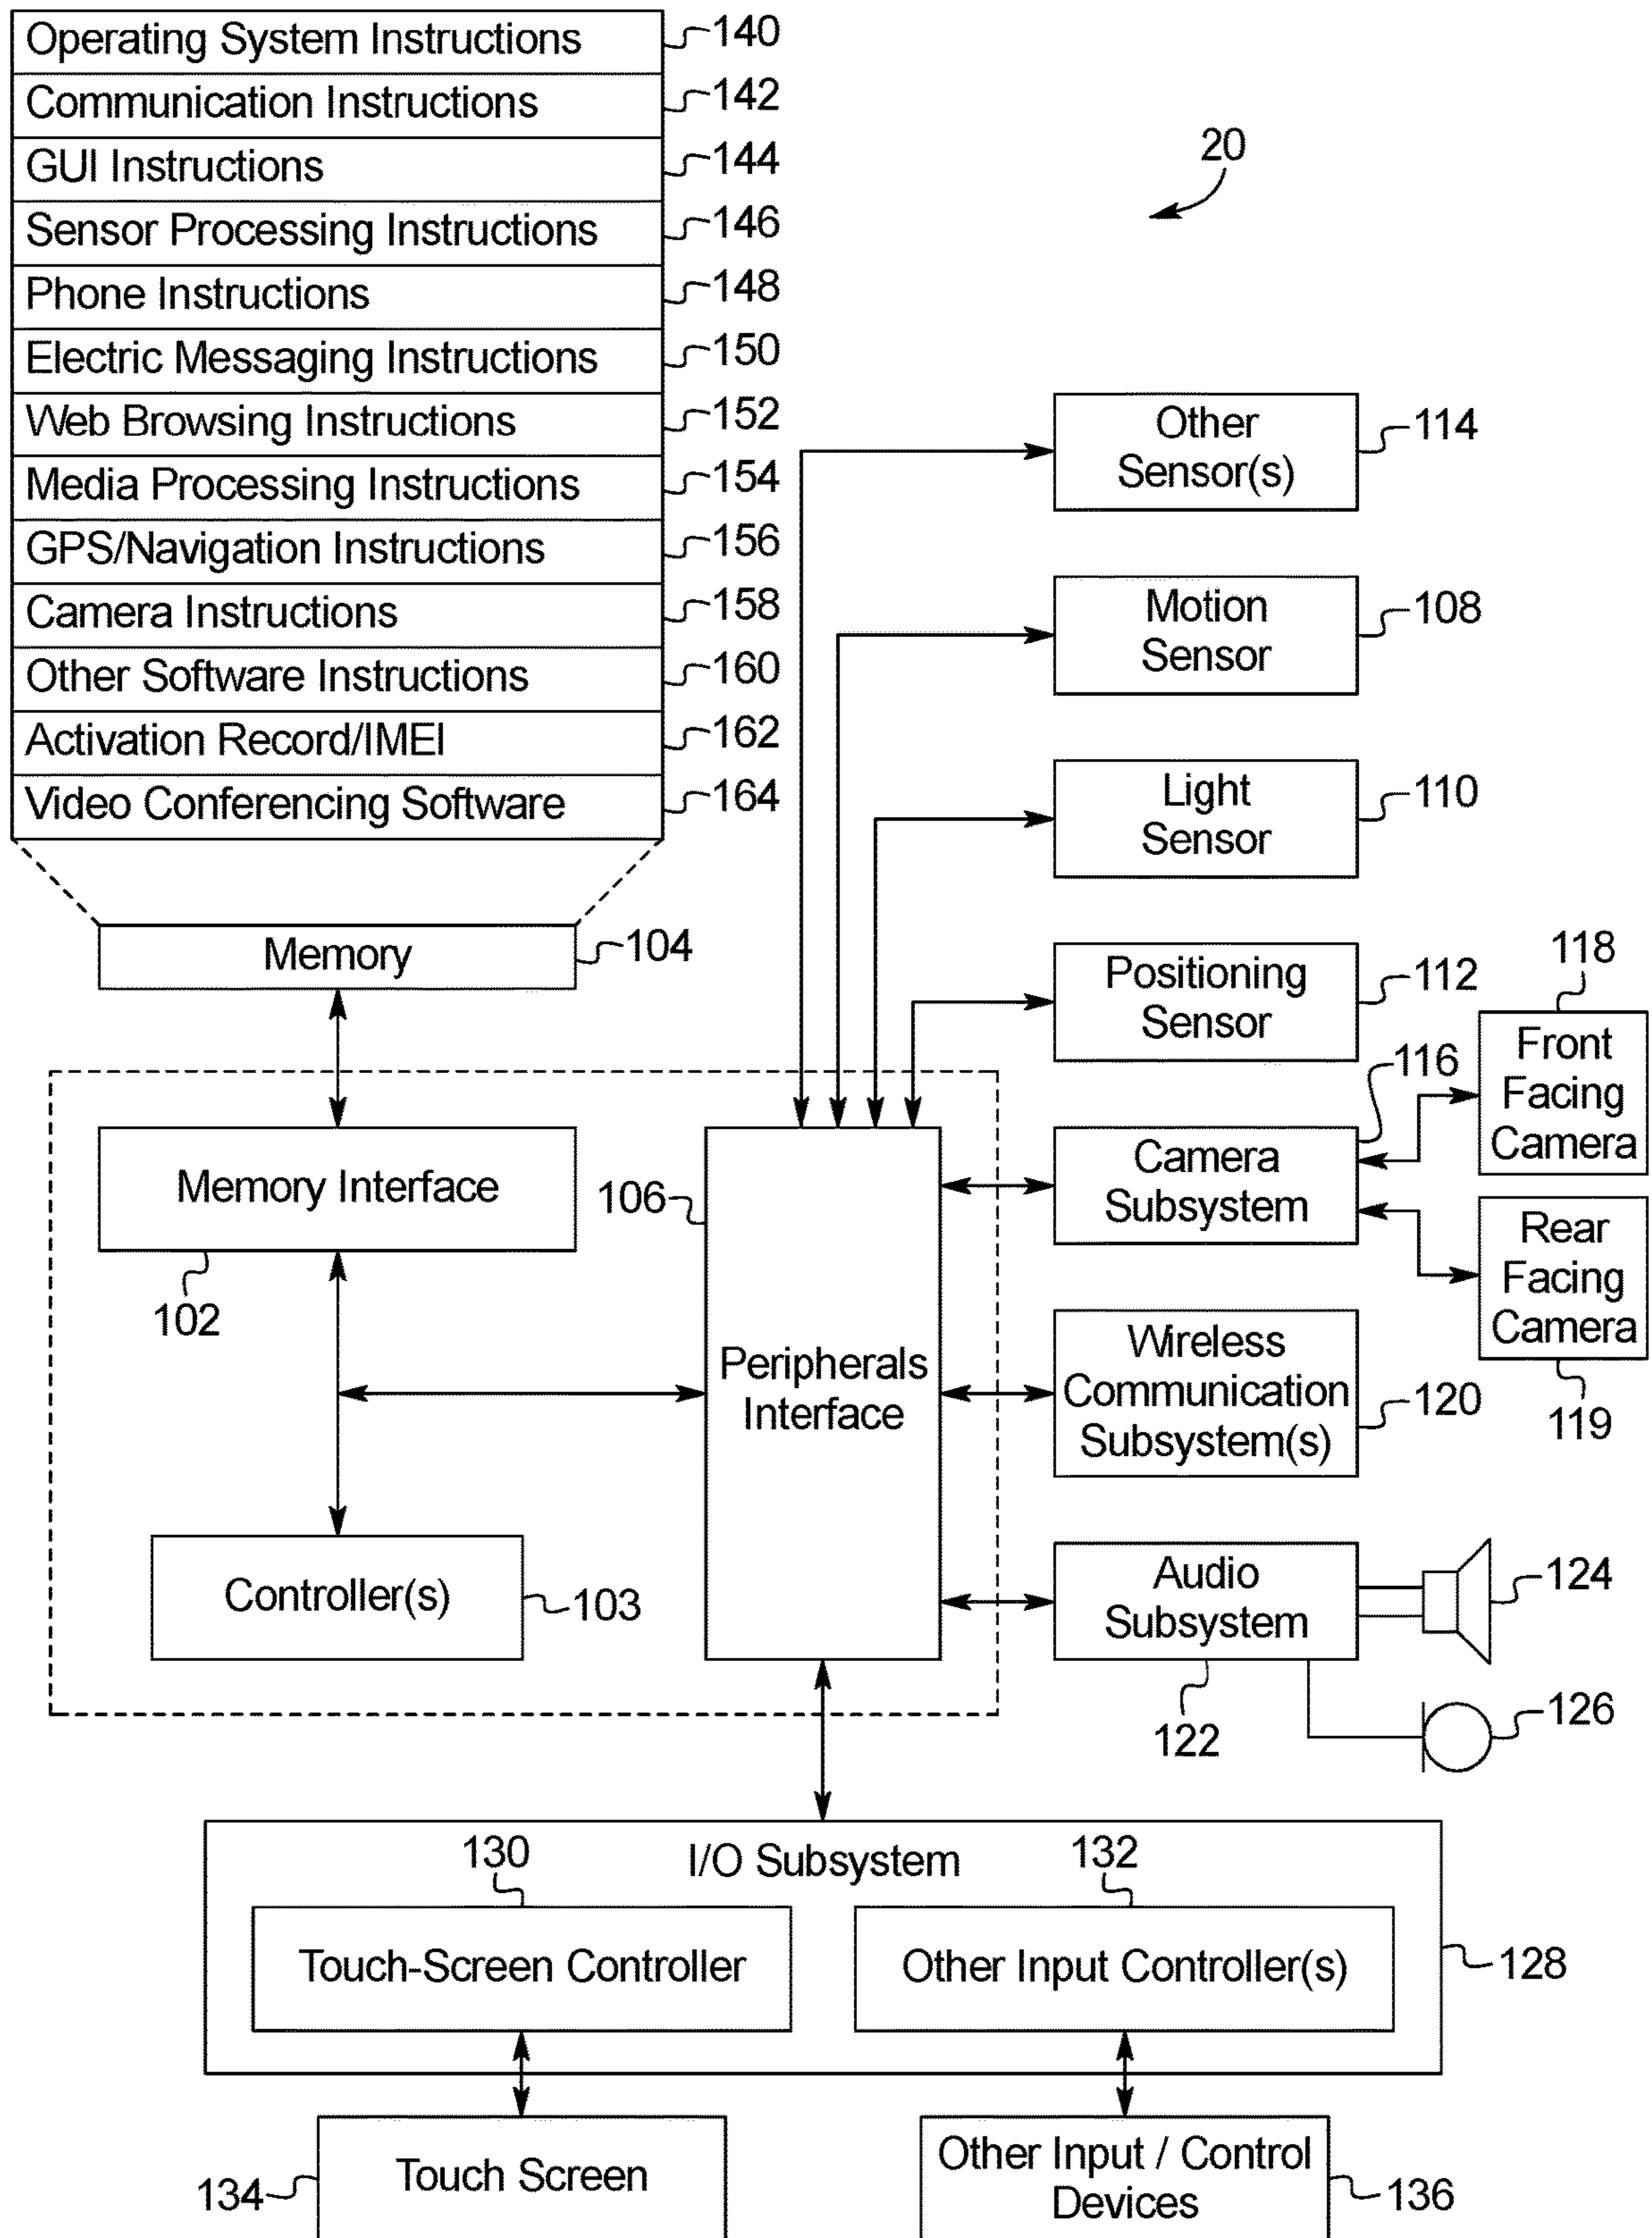 Operating System Instructions
140
Communication Instructions
142
GUI Instructions
144
Sensor Processing Instructions
146
Phone Instructions
148
Electric Messaging Instructions
150
Web Browsing Instructions
152
Media Processing Instructions
154
GPS/Navigation Instructions
156
Camera Instructions
158
Other Software Instructions
160
Activation Record/IMEI
162
Video Conferencing Software
164
20
Other
Sensor(s)
114
Motion
Sensor
108
Light
Sensor
110
Memory
104
Positioning
Sensor
112
118
Front
Facing
Camera
116
Camera
Subsystem
Memory Interface
102
106
Peripherals
Interface
Rear
Facing
Camera
119
Wireless
Communication
Subsystem(s)
120
Controller(s)
103
Audio
Subsystem
122
124
126
I/O Subsystem
130
132
Touch-Screen Controller
Other Input Controller(s)
128
Touch Screen
134
Other Input / Control
Devices
136